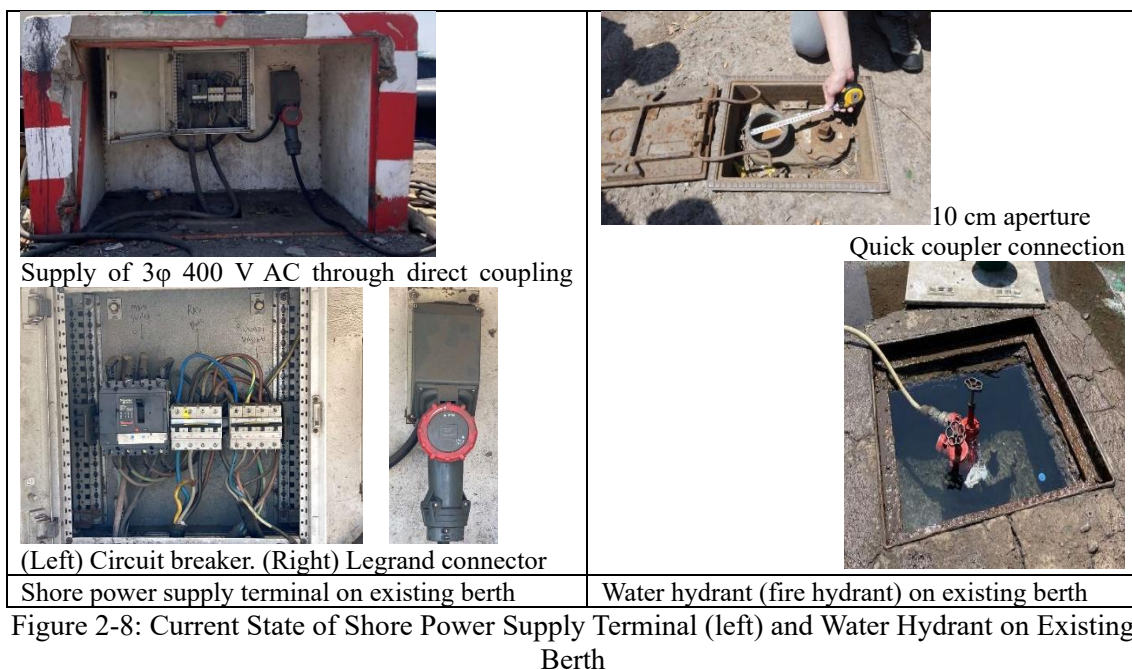 Supply of 3φ 400 V AC through direct coupling
(Left) Circuit breaker. (Right) Legrand connector
Shore power supply terminal on existing berth
10 cm aperture
Quick coupler connection
Water hydrant (fire hydrant) on existing berth
Figure 2-8: Current State of Shore Power Supply Terminal (left) and Water Hydrant on Existing
Berth